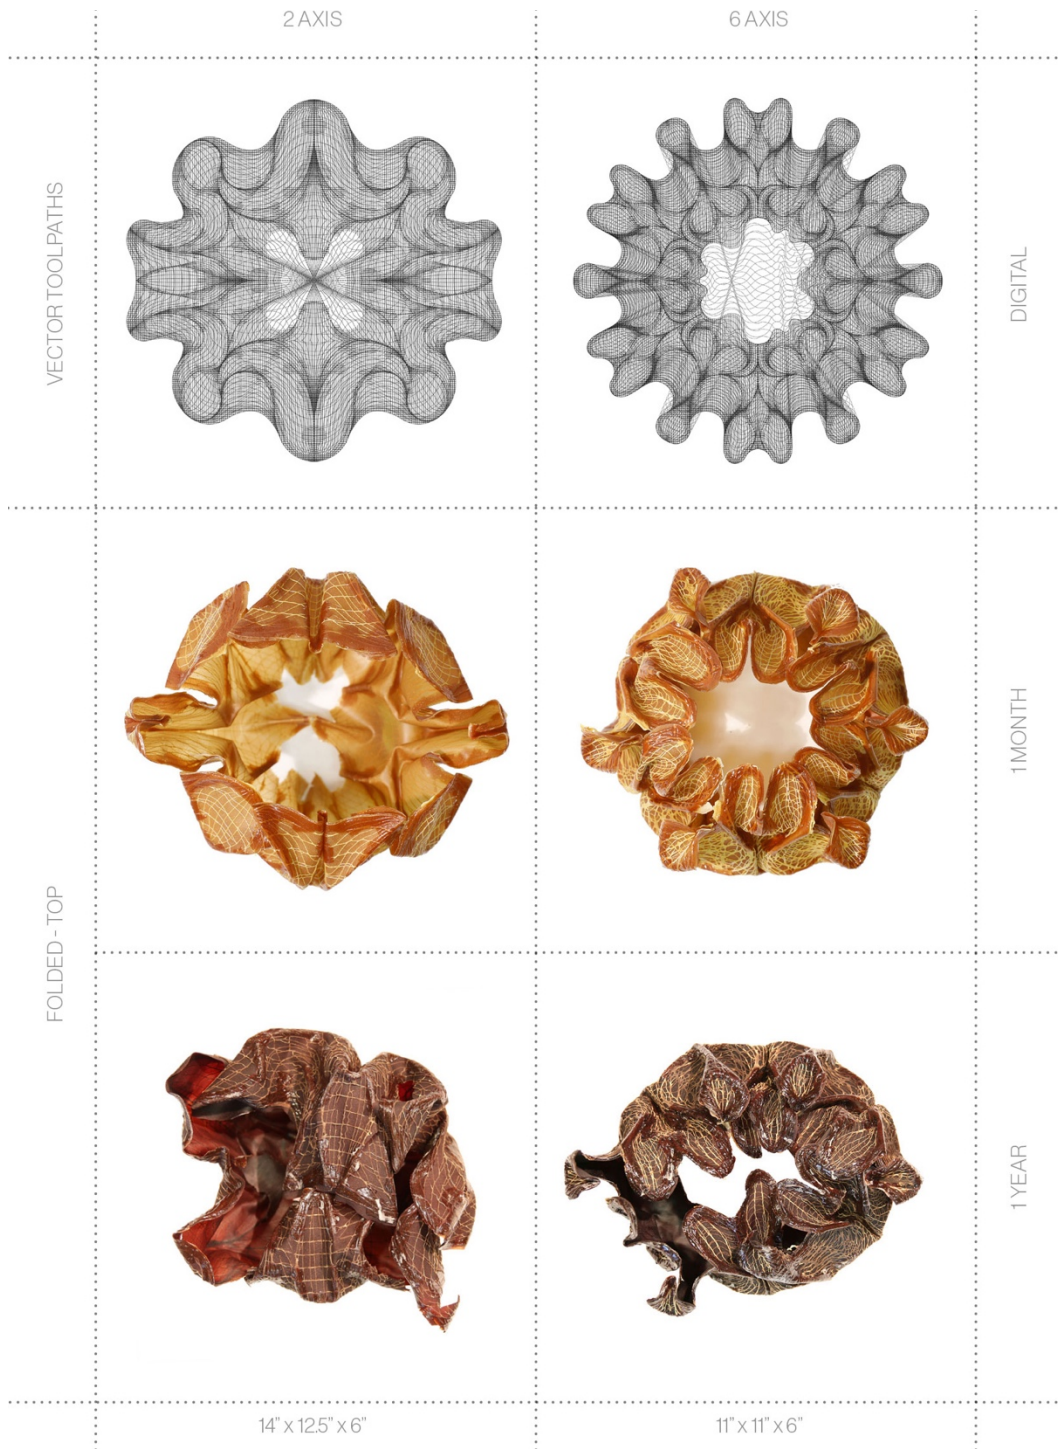 2 AXIS
6 AXIS
VECTOR TOOLPATHS
DIGITAL
FOLDED - TOP
1 MONTH
1 YEAR
14" x 12.5" x 6"
11" x 11" x 6"